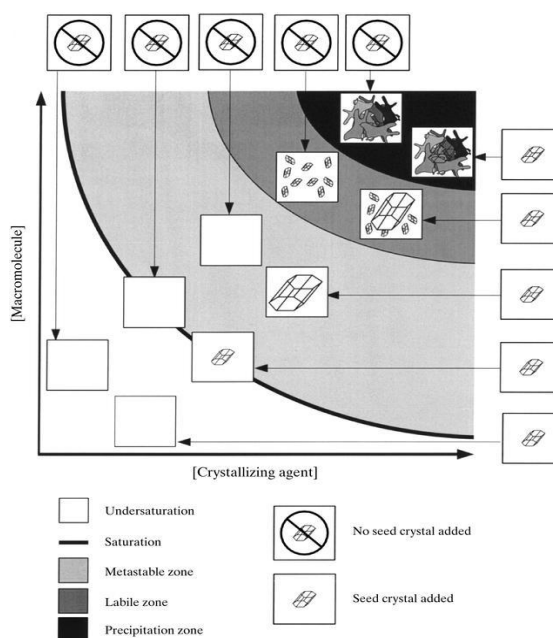 [Macromolecule]
[Crystallizing agent]
Undersaturation
Saturation
Metastable zone
Labile zone
Precipitation zone
No seed crystal added
Seed crystal added